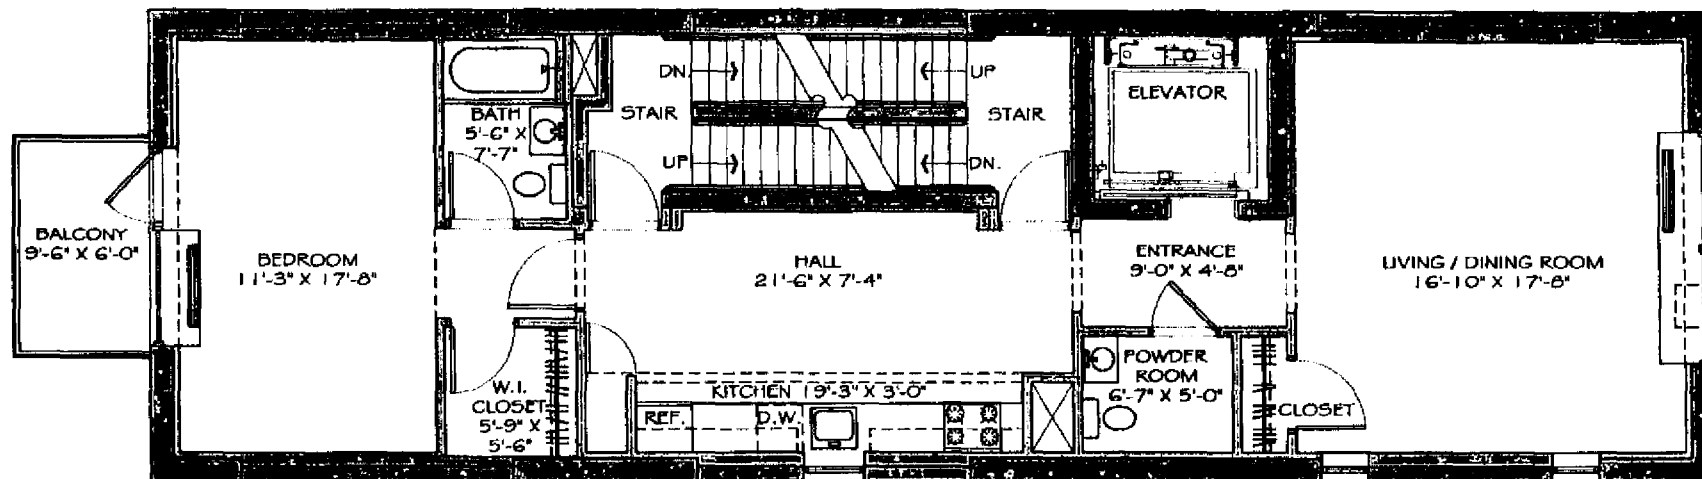 BALCONY
9'-6" X 6'-0"
BEDROOM
11'-3" X 17'-8"
BATH
5'-6" X
7'-7"
W.I.
CLOSET
5'-9" X
5'-6"
STAIR
DN.
UP
UP
DN.
STAIR
HALL
21'-6" X 7'-4"
KITCHEN 19'-3" X 3'-0"
REF.
D.W.
ELEVATOR
ENTRANCE
9'-0" X 4'-8"
POWDER
ROOM
6'-7" X 5'-0"
CLOSET
LIVING / DINING ROOM
16'-10" X 17'-8"